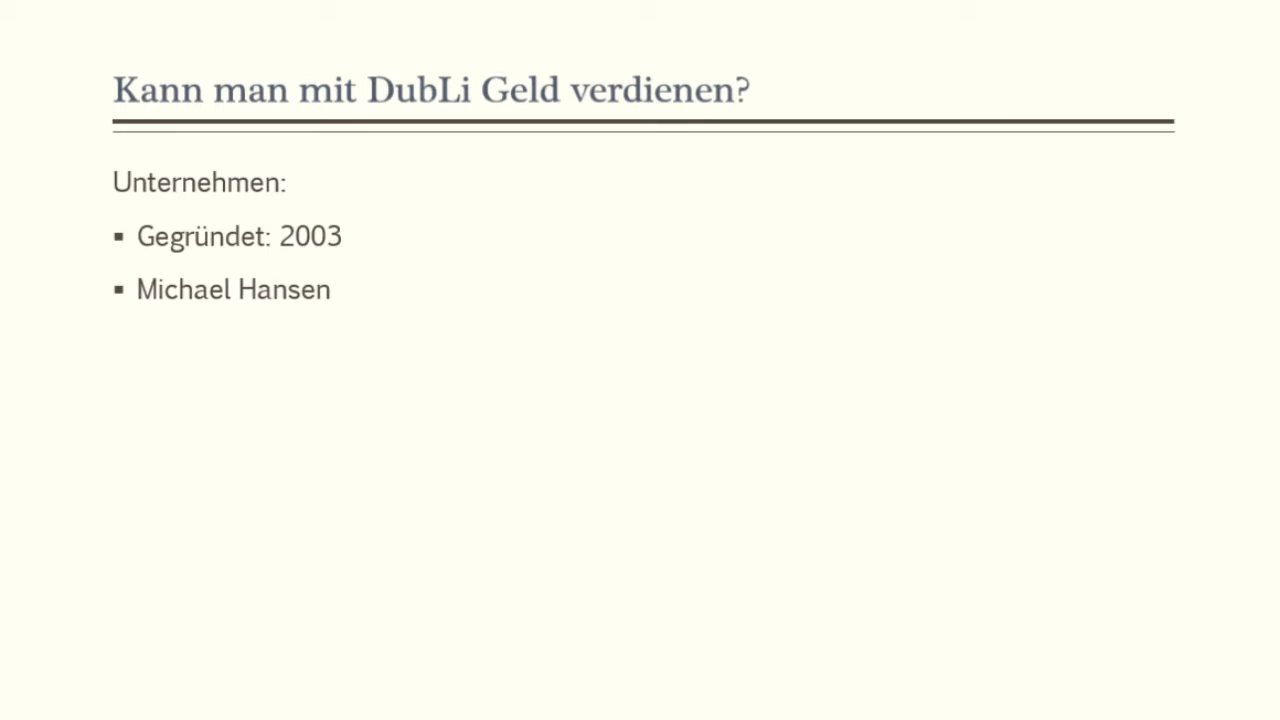 Kann man mit DubLi Geld verdienen?
Unternehmen:
▪ Gegründet: 2003
▪ Michael Hansen